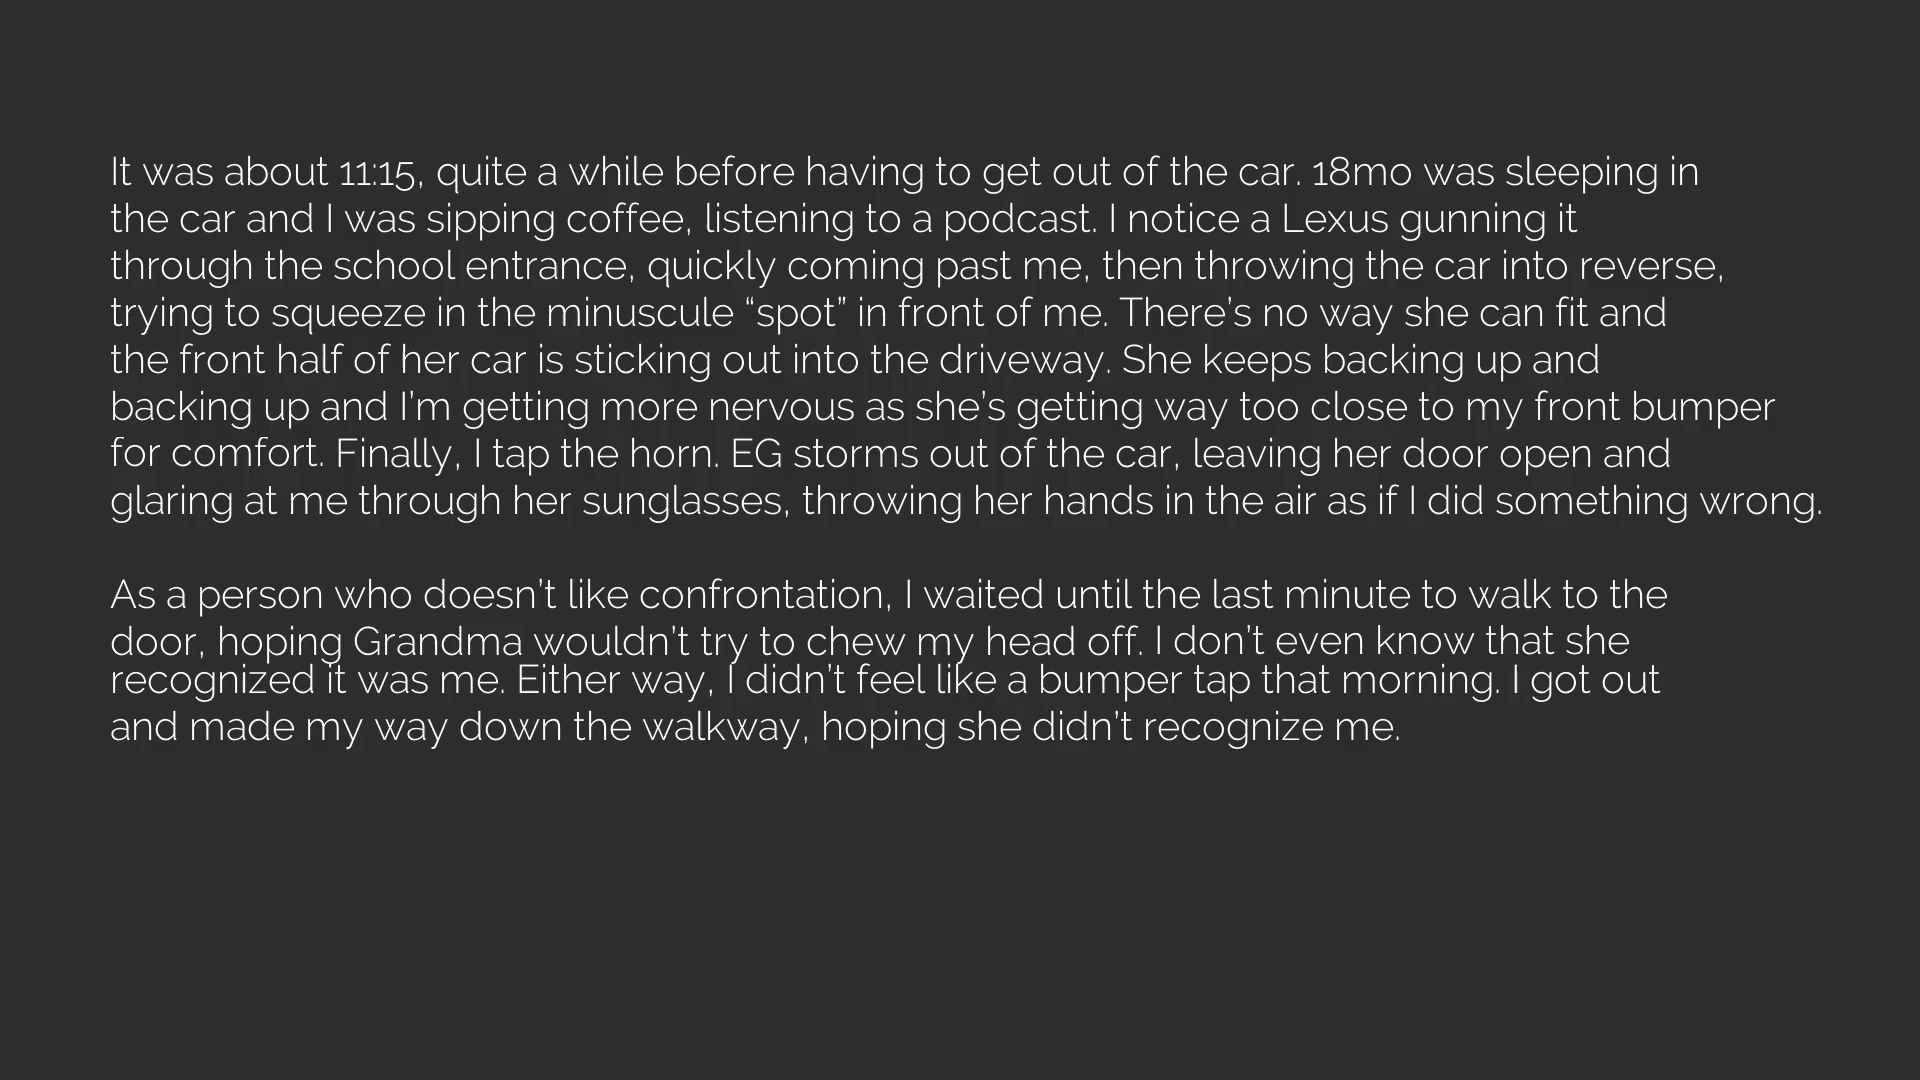 It was about 11:15, quite a while before having to get out of the car. 18mo was sleeping in
the car and I was sipping coffee, listening to a podcast. I notice a Lexus gunning it
through the school entrance, quickly coming past me, then throwing the car into reverse,
trying to squeeze in the minuscule “spot” in front of me. There’s no way she can fit and
the front half of her car is sticking out into the driveway. She keeps backing up and
backing up and I’m getting more nervous as she’s getting way too close to my front bumper
for comfort. Finally, I tap the horn. EG storms out of the car, leaving her door open and
glaring at me through her sunglasses, throwing her hands in the air as if I did something wrong.
As a person who doesn’t like confrontation, I waited until the last minute to walk to the
door, hoping Grandma wouldn’t try to chew my head off. I don’t even know that she
recognized it was me. Either way, I didn’t feel like a bumper tap that morning. I got out
and made my way down the walkway, hoping she didn’t recognize me.